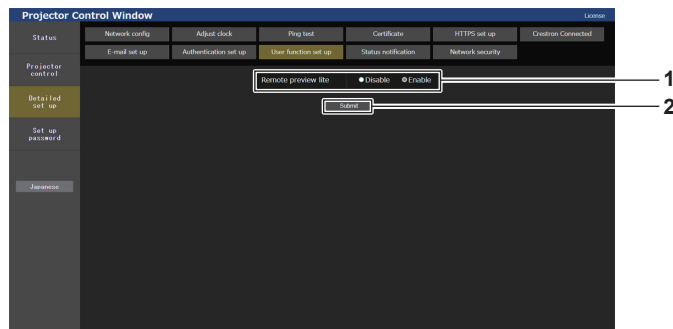 Projector Control Window
License
Status
Network config
Adjust clock
Ping test
Certificate
HTTPS set up
Crestron Connected
E-mail set up
Authentication set up
User function set up
Status notification
Network security
Projector
control
Remote preview lite
Disable
Enable
1
Detailed
set up
Submit
2
Set up
password
Japanese